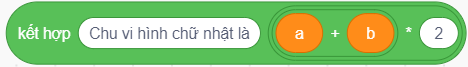 kết hợp Chu vi hình chữ nhật là a + b * 2